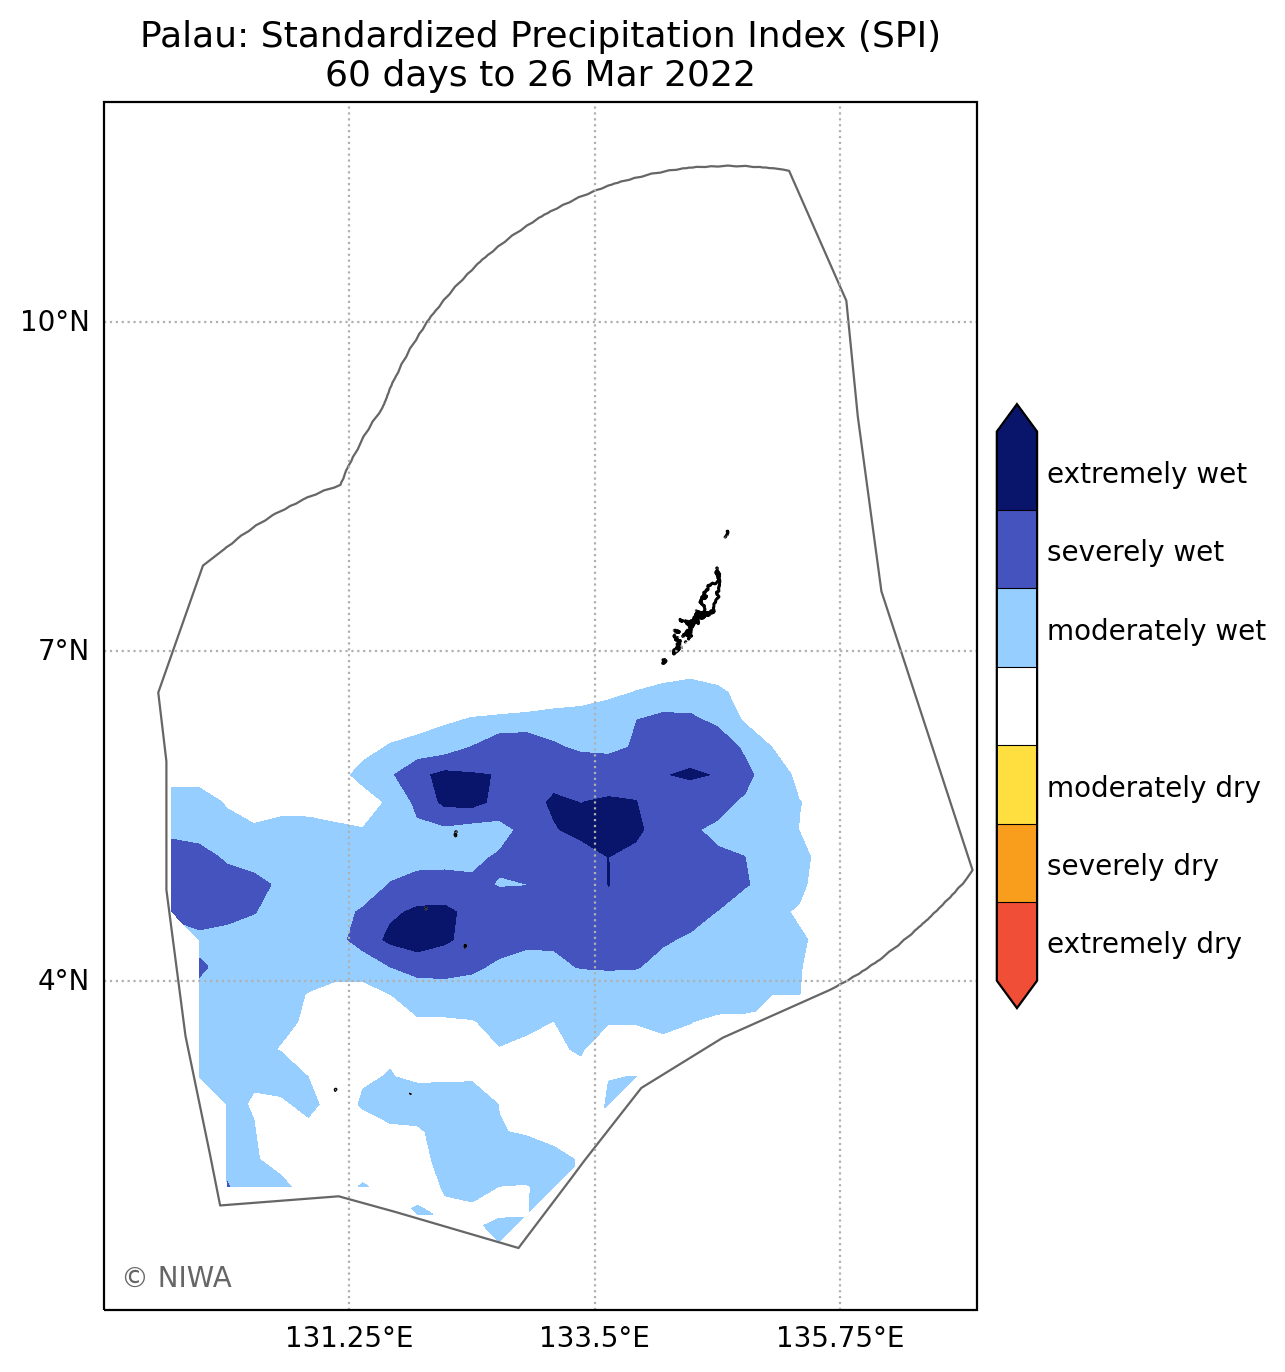 Palau: Standardized Precipitation Index (SPI)
60 days to 26 Mar 2022
10°N
7°N
4°N
131.25°E
133.5°E
135.75°E
extremely wet
severely wet
moderately wet
moderately dry
severely dry
extremely dry
© NIWA